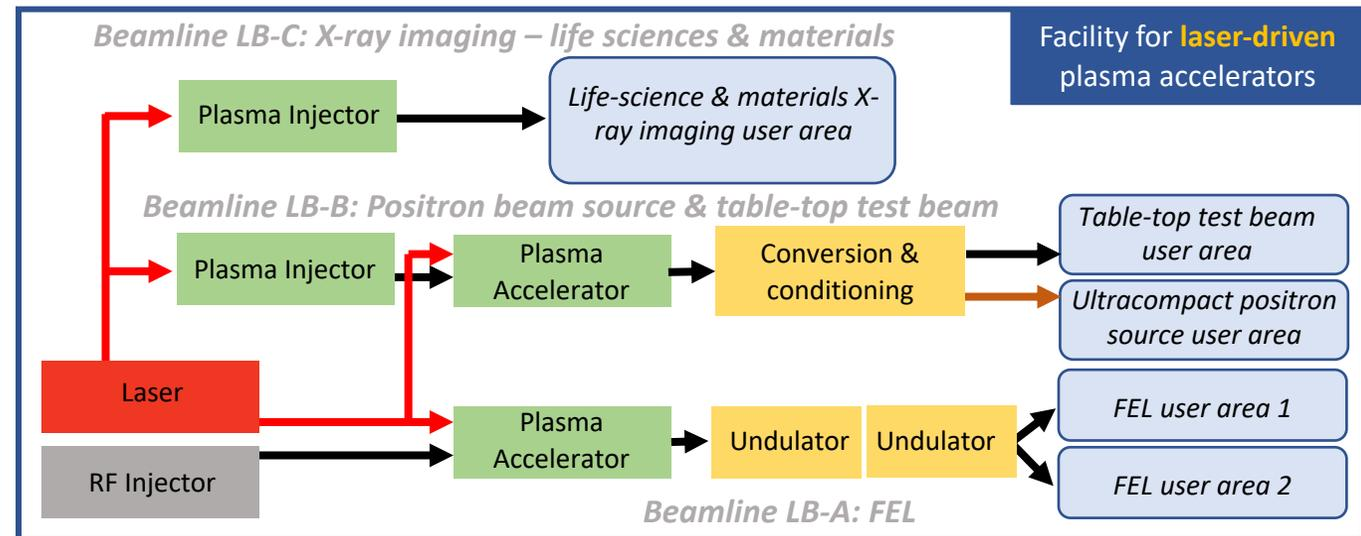 Beamline LB-C: X-ray imaging – life sciences & materials
Facility for laser-driven
plasma accelerators
Plasma Injector
Life-science & materials X-
ray imaging user area
Beamline LB-B: Positron beam source & table-top test beam
Plasma Injector
Plasma
Accelerator
Conversion &
conditioning
Table-top test beam
user area
Ultracompact positron
source user area
Laser
RF Injector
Plasma
Accelerator
Undulator
Undulator
FEL user area 1
FEL user area 2
Beamline LB-A: FEL